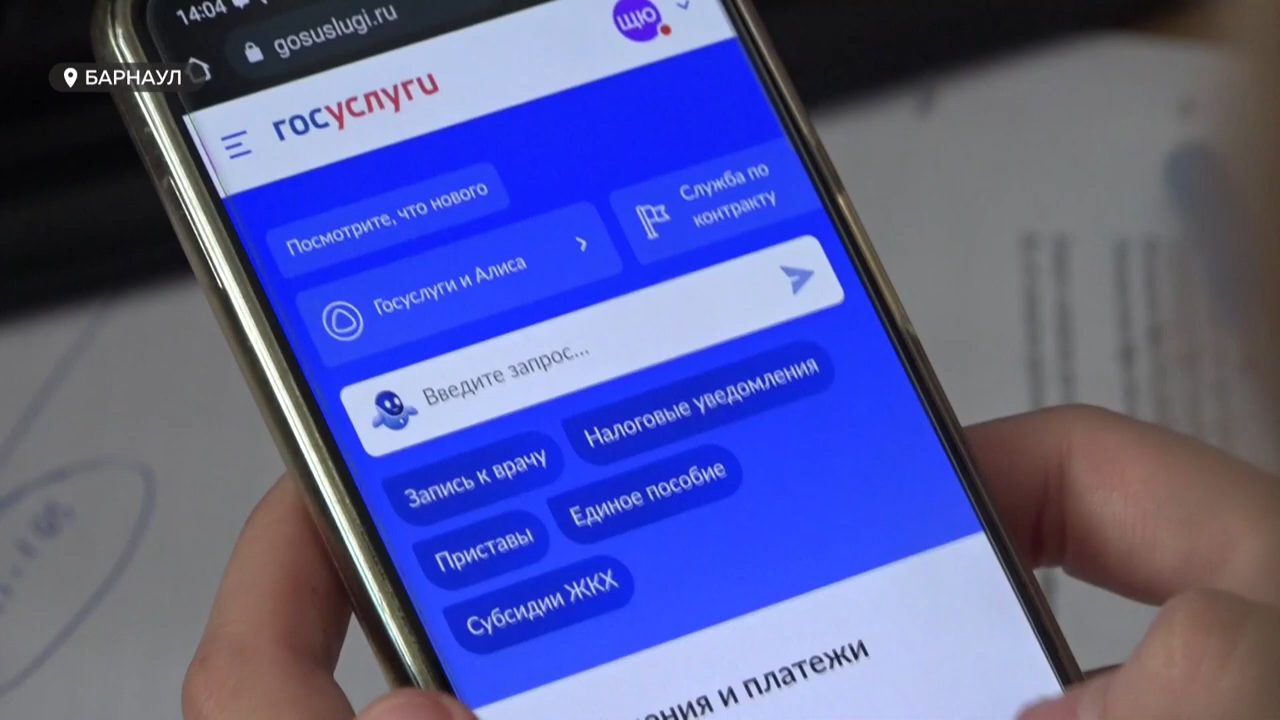 14:04
gosuslugi.ru
БАРНАУЛ
ЩЮ
госуслуги
Посмотрите, что нового
Госуслуги и Алиса
Служба по
контракту
Введите запрос...
Запись к врачу
Налоговые уведомления
Приставы
Единое пособие
Субсидии ЖКХ
и платежи